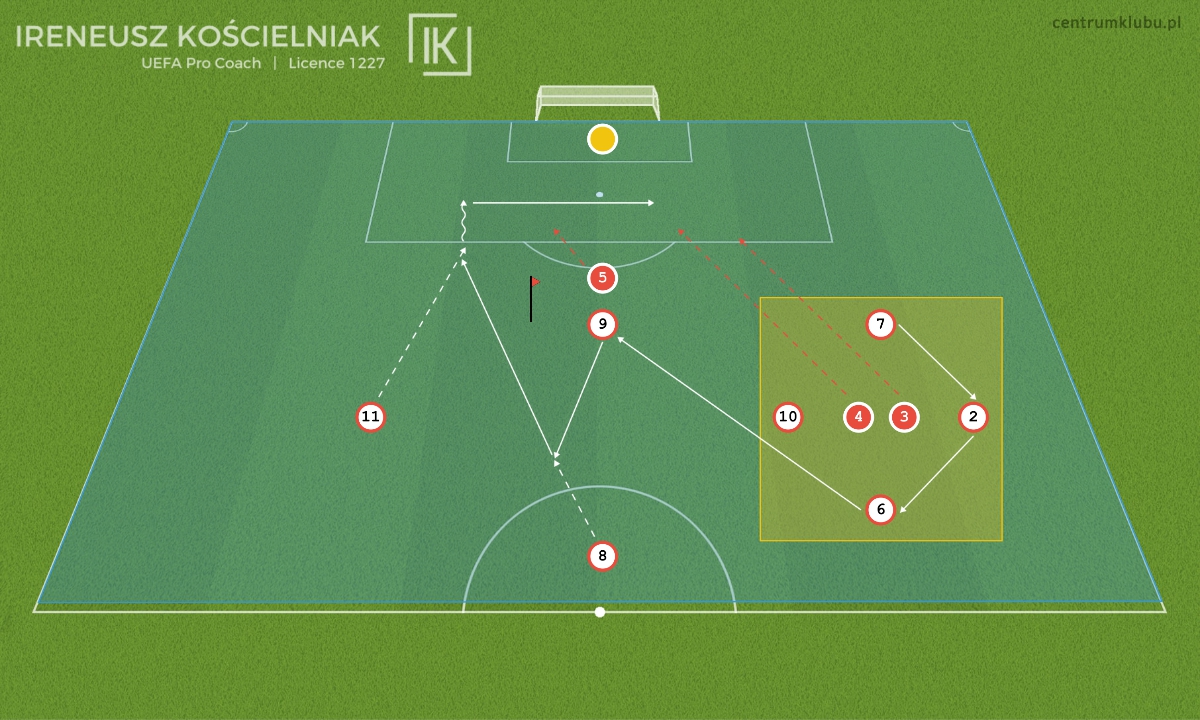 centrumklubu.pl
IRENEUSZ KOŚCIELNIAK
IK
UEFA Pro Coach | Licence 1227
5
9
7
11
10
4
3
2
6
8